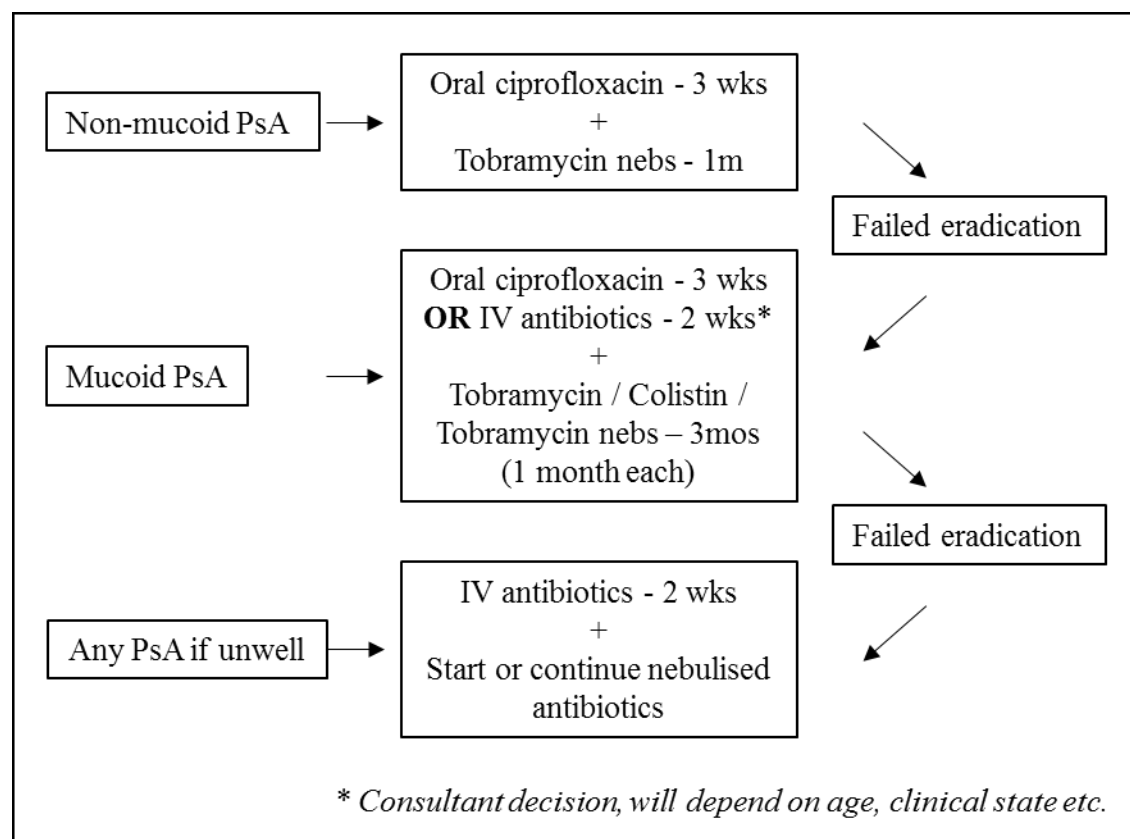 Non-mucoid PsA
Oral ciprofloxacin - 3 wks
+
Tobramycin nebs - 1m
Failed eradication
Mucoid PsA
Oral ciprofloxacin - 3 wks
OR IV antibiotics - 2 wks*
+
Tobramycin / Colistin /
Tobramycin nebs – 3mos
(1 month each)
Failed eradication
Any PsA if unwell
IV antibiotics - 2 wks
+
Start or continue nebulised
antibiotics
* Consultant decision, will depend on age, clinical state etc.